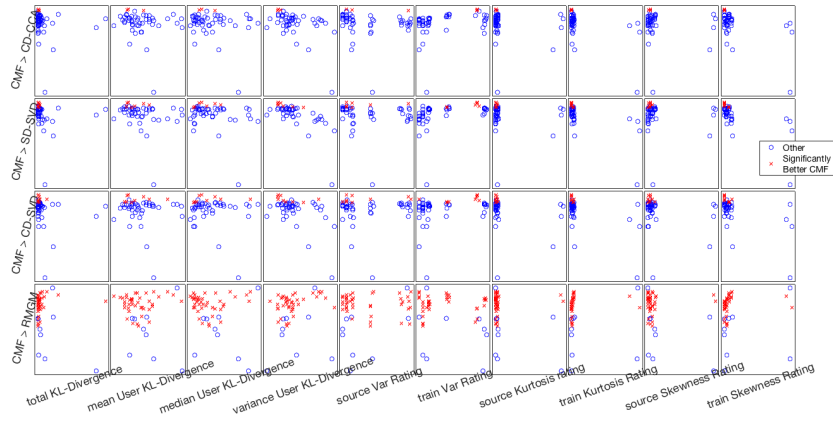 CMF > CD-CCA
CMF > SD-SVD
CMF > CD-SVD
CMF > RMGM
Other
Significantly
Better CMF
total KL-Divergence
mean User KL-Divergence
median User KL-Divergence
variance User KL-Divergence
source Var Rating
train Var Rating
source Kurtosis rating
train Kurtosis Rating
source Skewness Rating
train Skewness Rating